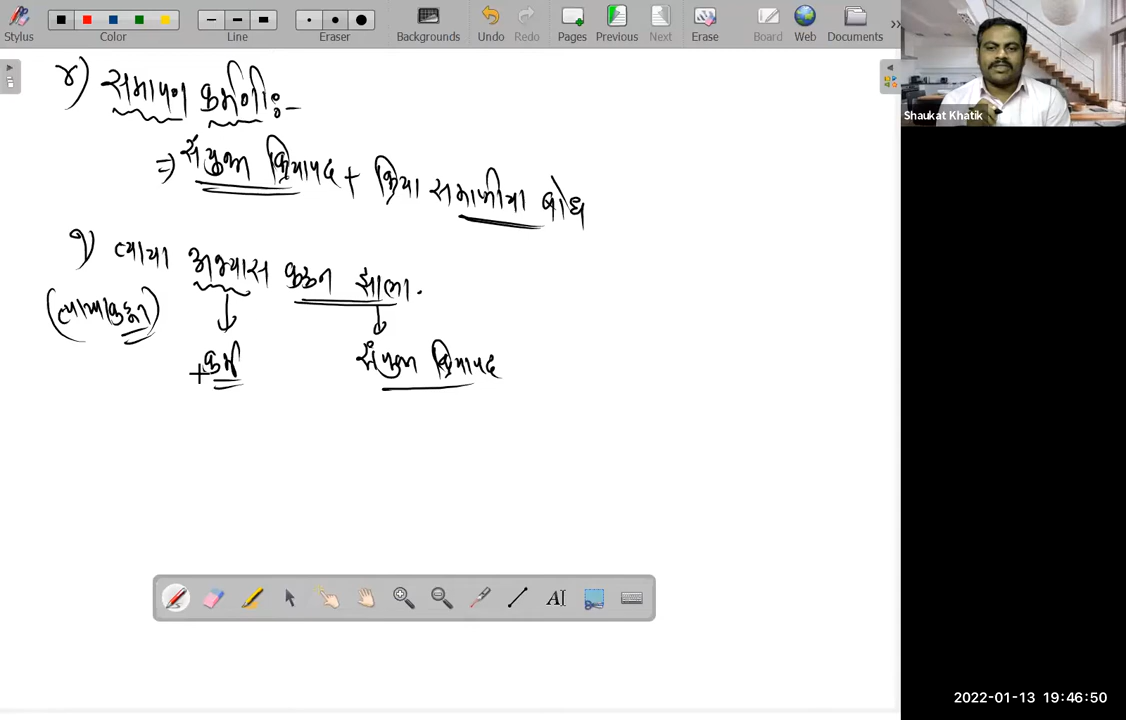 Stylus Color Line Eraser Backgrounds Undo Redo Pages Previous Next Erase Board Web Documents
Shaukat Khatik
४) समापन कर्मणी :-
⇒ संयुक्त क्रियापद + क्रिया समाप्तीचा बोध
१) त्याचा अभ्यास करून झाला.
(त्याच्याकडून)
+कर्म संयुक्त क्रियापद
AI
2022-01-13 19:46:50